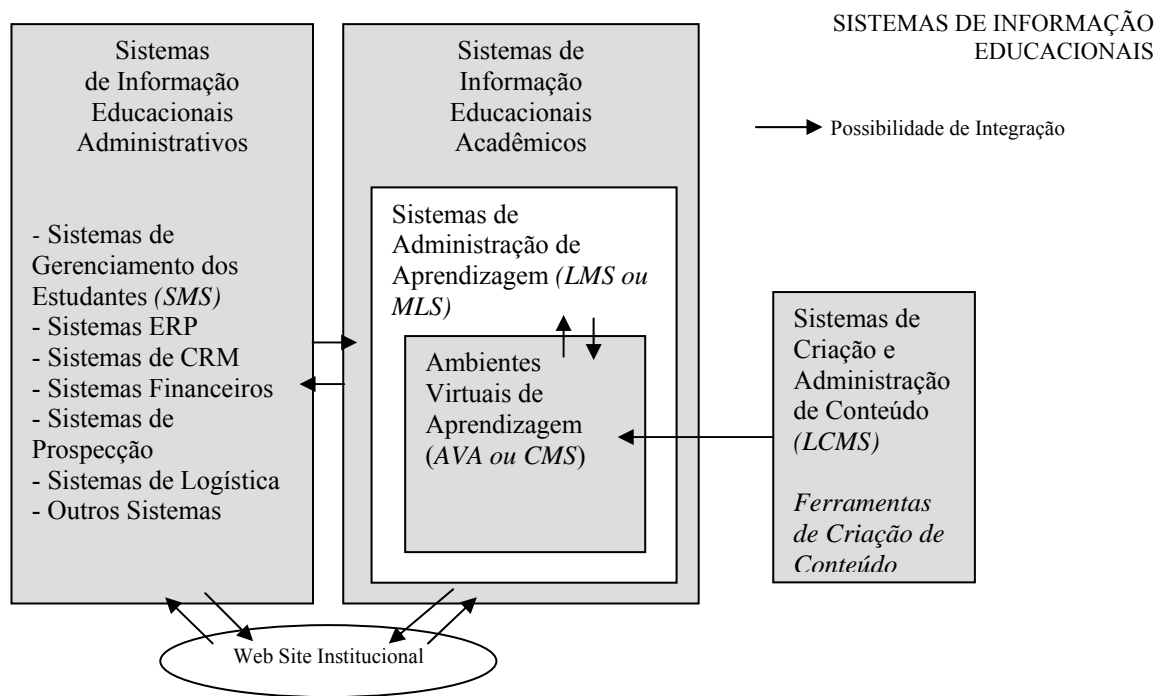 SISTEMAS DE INFORMAÇÃO
EDUCACIONAIS
Possibilidade de Integração
Sistemas
de Informação
Educacionais
Administrativos
- Sistemas de
Gerenciamento dos
Estudantes (SMS)
- Sistemas ERP
- Sistemas de CRM
- Sistemas Financeiros
- Sistemas de
Prospecção
- Sistemas de Logística
- Outros Sistemas
Sistemas de
Informação
Educacionais
Acadêmicos
Sistemas de
Administração de
Aprendizagem (LMS ou
MLS)
Ambientes
Virtuais de
Aprendizagem
(AVA ou CMS)
Sistemas de
Criação e
Administração
de Conteúdo
(LCMS)
Ferramentas
de Criação de
Conteúdo
Web Site Institucional